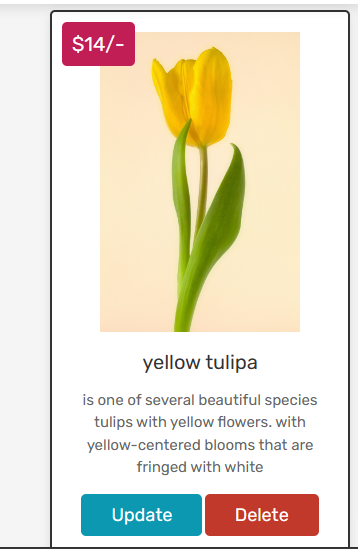 $14/-
yellow tulipa
is one of several beautiful species
tulips with yellow flowers. with
yellow-centered blooms that are
fringed with white
Update
Delete